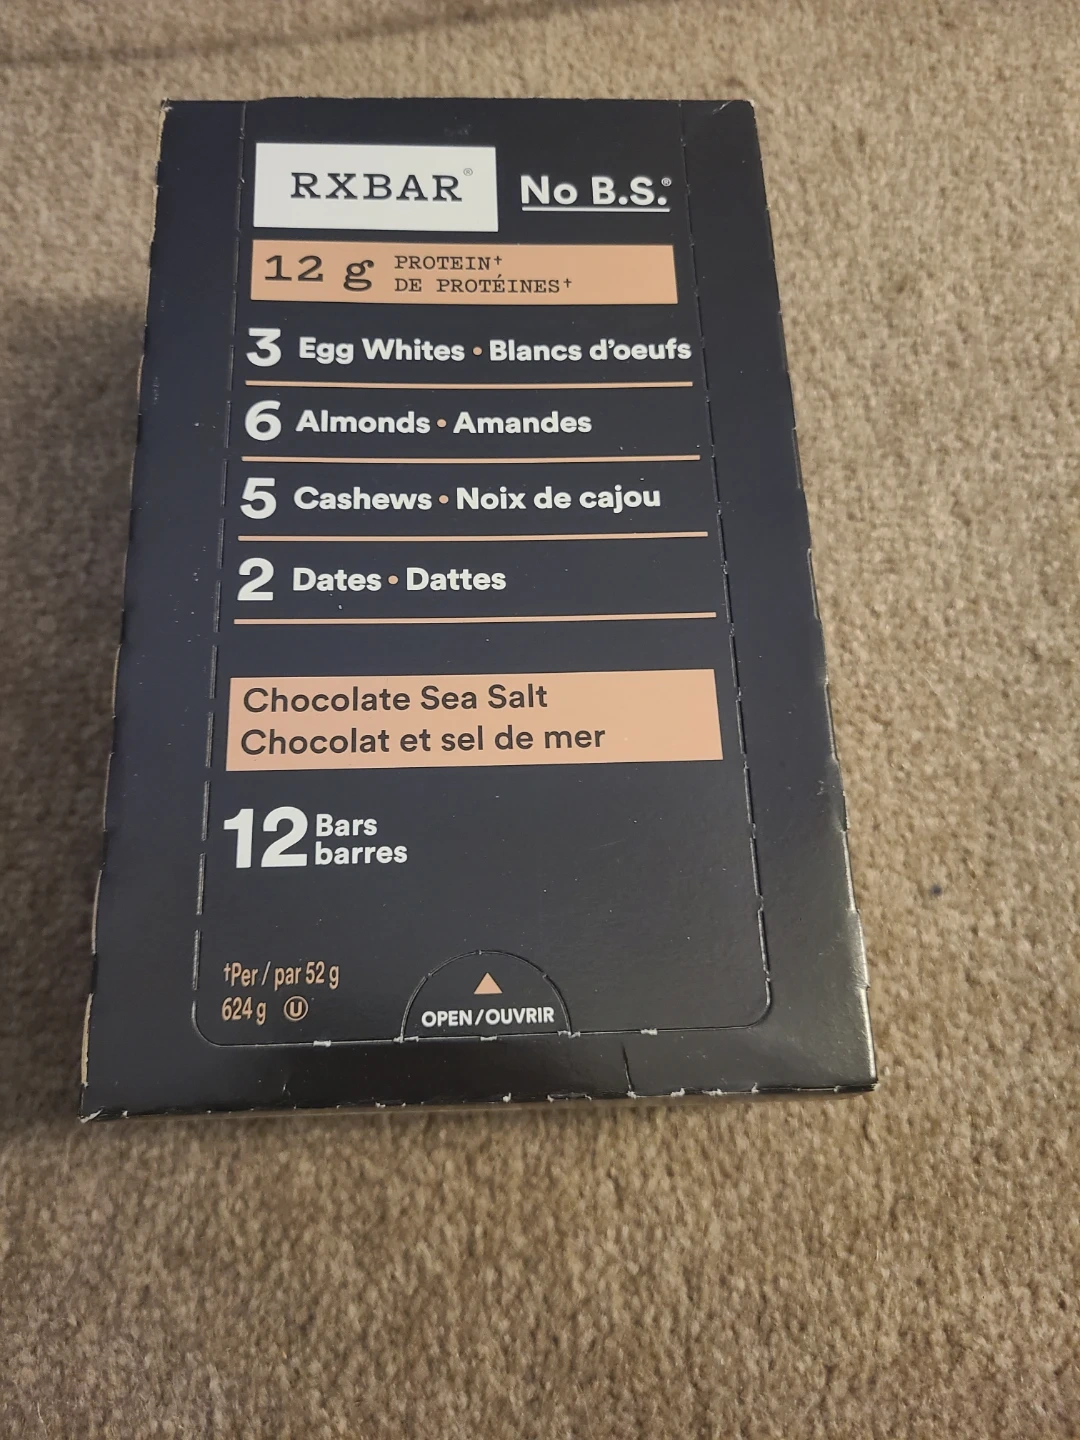 RXBAR® No B.S.®
12 g PROTEIN†
DE PROTÉINES†
3 Egg Whites • Blancs d'oeufs
6 Almonds • Amandes
5 Cashews • Noix de cajou
2 Dates • Dattes
Chocolate Sea Salt
Chocolat et sel de mer
12 Bars
barres
†Per / par 52 g
624 g Ⓤ
OPEN/OUVRIR